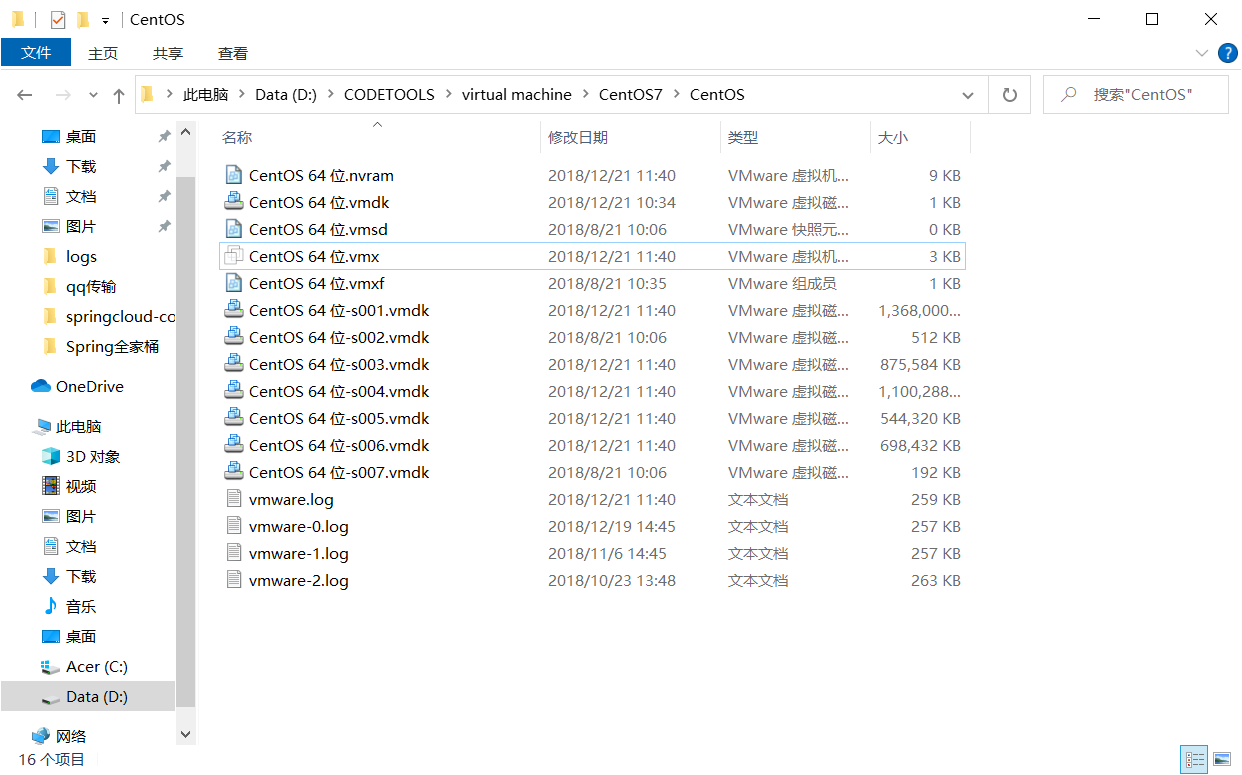 CentOS
文件 主页 共享 查看
此电脑 Data (D:) CODETOOLS virtual machine CentOS7 CentOS 搜索"CentOS"
名称 修改日期 类型 大小
CentOS 64 位.nvram 2018/12/21 11:40 VMware 虚拟机... 9 KB
CentOS 64 位.vmdk 2018/12/21 10:34 VMware 虚拟磁... 1 KB
CentOS 64 位.vmsd 2018/8/21 10:06 VMware 快照元... 0 KB
CentOS 64 位.vmx 2018/12/21 11:40 VMware 虚拟机... 3 KB
CentOS 64 位.vmxf 2018/8/21 10:35 VMware 组成员 1 KB
CentOS 64 位-s001.vmdk 2018/12/21 11:40 VMware 虚拟磁... 1,368,000...
CentOS 64 位-s002.vmdk 2018/8/21 10:06 VMware 虚拟磁... 512 KB
CentOS 64 位-s003.vmdk 2018/12/21 11:40 VMware 虚拟磁... 875,584 KB
CentOS 64 位-s004.vmdk 2018/12/21 11:40 VMware 虚拟磁... 1,100,288...
CentOS 64 位-s005.vmdk 2018/12/21 11:40 VMware 虚拟磁... 544,320 KB
CentOS 64 位-s006.vmdk 2018/12/21 11:40 VMware 虚拟磁... 698,432 KB
CentOS 64 位-s007.vmdk 2018/8/21 10:06 VMware 虚拟磁... 192 KB
vmware.log 2018/12/21 11:40 文本文档 259 KB
vmware-0.log 2018/12/19 14:45 文本文档 257 KB
vmware-1.log 2018/11/6 14:45 文本文档 257 KB
vmware-2.log 2018/10/23 13:48 文本文档 263 KB
桌面
下载
文档
图片
logs
qq传输
springcloud-co
Spring全家桶
OneDrive
此电脑
3D 对象
视频
图片
文档
下载
音乐
桌面
Acer (C:)
Data (D:)
网络
16 个项目